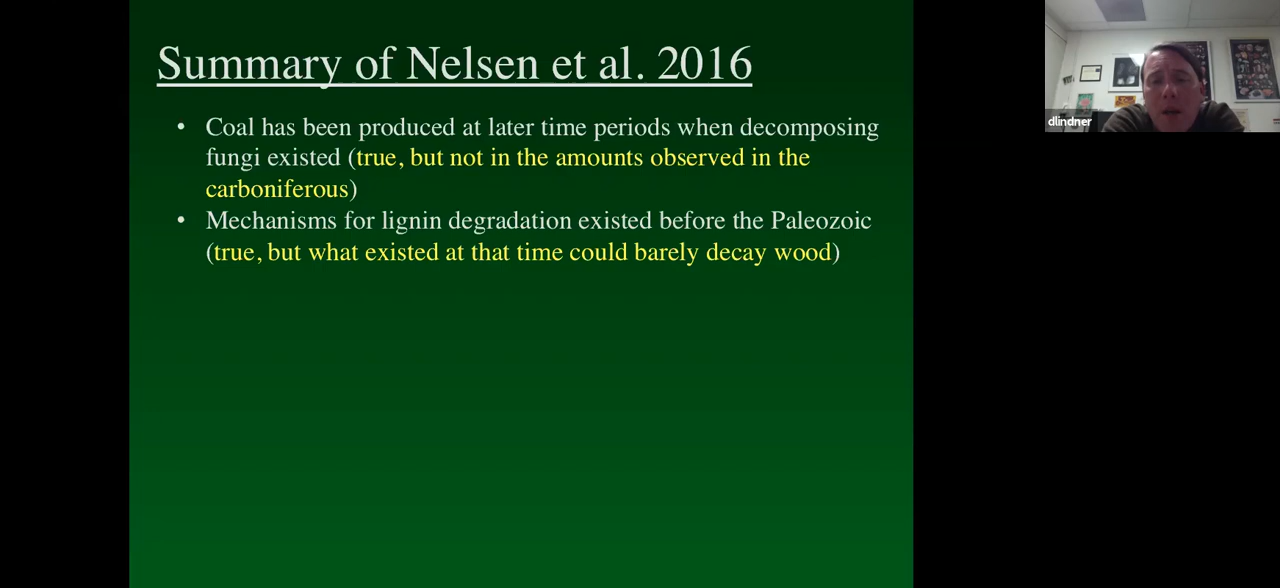 Summary of Nelsen et al. 2016
• Coal has been produced at later time periods when decomposing
fungi existed (true, but not in the amounts observed in the
carboniferous)
• Mechanisms for lignin degradation existed before the Paleozoic
(true, but what existed at that time could barely decay wood)
dlindner